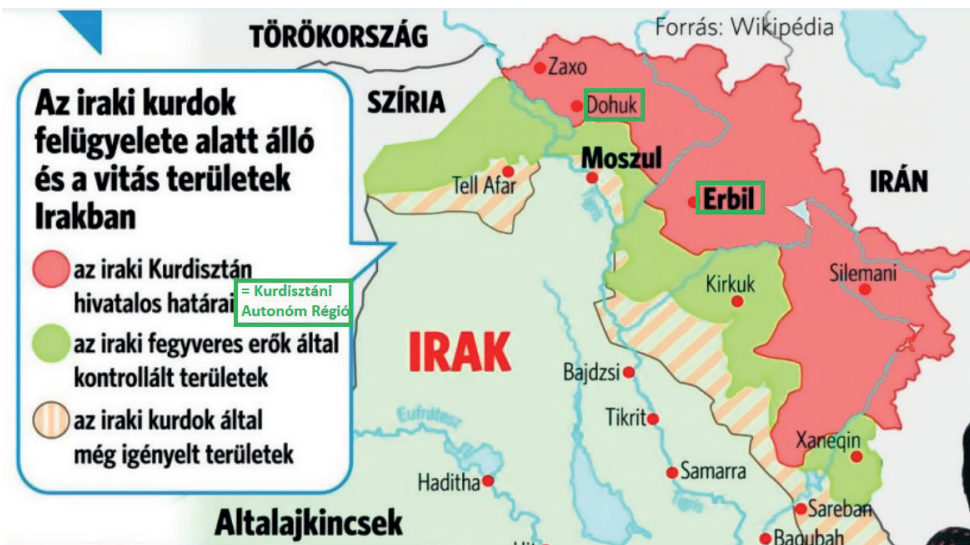 TÖRÖKORSZÁG
Forrás: Wikipédia
Az iraki kurdok
felügyelete alatt álló
és a vitás területek
Irakban
az iraki Kurdisztán
hivatalos határai
= Kurdisztáni
Autonóm Régió
az iraki fegyveres erők által
kontrollált területek
az iraki kurdok által
még igényelt területek
SZÍRIA
Zaxo
Dohuk
Moszul
Tell Afar
Erbil
IRÁN
Kirkuk
Silemani
IRAK
Bajdzsi
Tikrit
Eufrátesz
Xaneqin
Haditha
Samarra
Sareban
Altalajkincsek
Baqubah